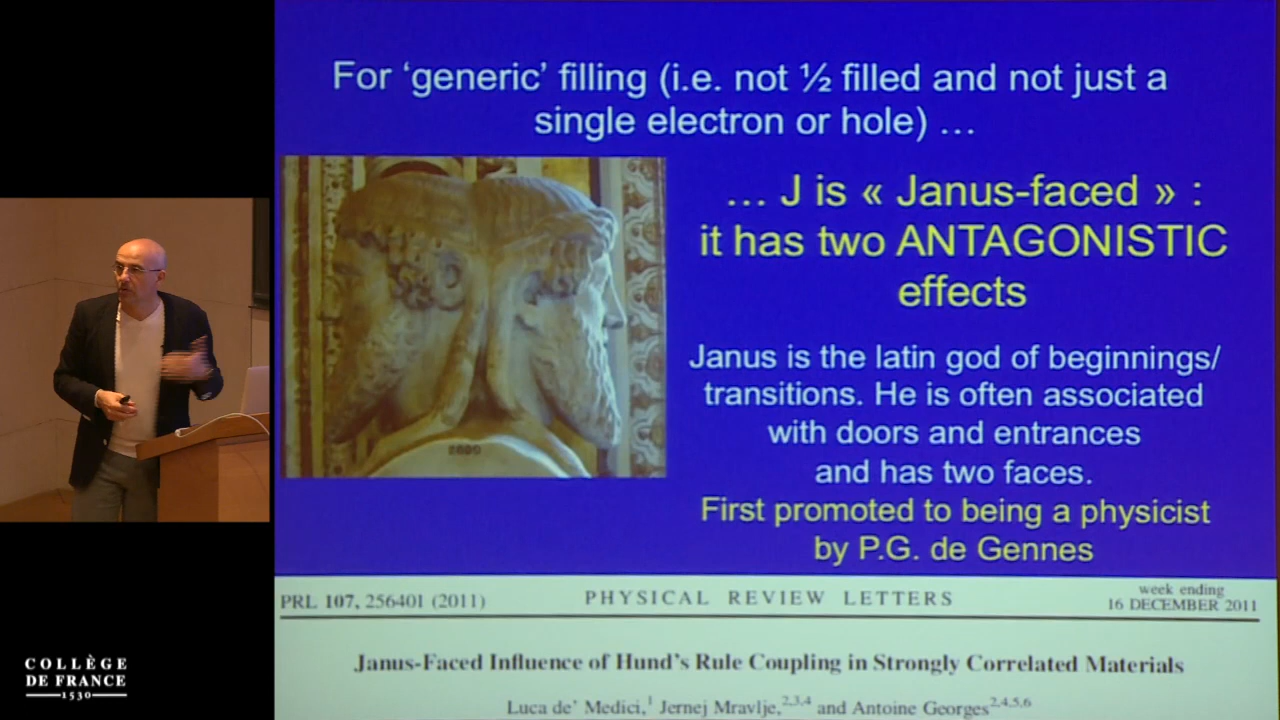 For ‘generic’ filling (i.e. not ½ filled and not just a
single electron or hole) …
… J is « Janus-faced » :
it has two ANTAGONISTIC
effects
Janus is the latin god of beginnings/
transitions. He is often associated
with doors and entrances
and has two faces.
First promoted to being a physicist
by P.G. de Gennes
PRL 107, 256401 (2011)
PHYSICAL REVIEW LETTERS
week ending
16 DECEMBER 2011
Janus-Faced Influence of Hund's Rule Coupling in Strongly Correlated Materials
Luca de' Medici,1 Jernej Mravlje,2,3,4 and Antoine Georges2,4,5,6
COLLÈGE
DE FRANCE
1530